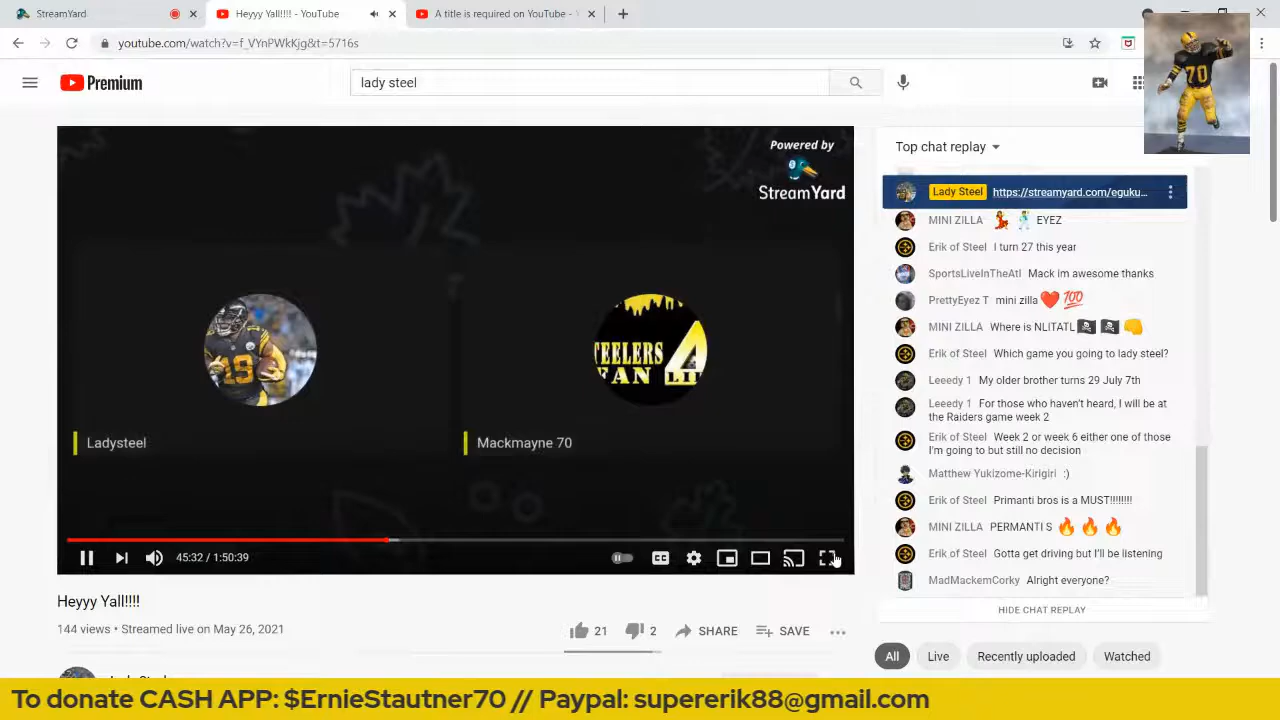 StreamYard
Heyyy Yall!!!! - YouTube
A title is required on YouTube -
youtube.com/watch?v=f_VYnPWkKjg&t=5716s
Premium
lady steel
70
Powered by
StreamYard
19
TEELERS
FAN LI
4
Ladysteel
Mackmayne 70
45:32 / 1:50:39
CC
Heyyy Yall!!!!
144 views • Streamed live on May 26, 2021
21
2
SHARE
SAVE
Top chat replay
Lady Steel https://streamyard.com/eguku...
MINI ZILLA 💃 🕺 EYEZ
Erik of Steel I turn 27 this year
SportsLiveInTheAtl Mack im awesome thanks
PrettyEyez T mini zilla ❤️ 💯
MINI ZILLA Where is NLITATL 🏴‍☠️ 🏴‍☠️ 👊
Erik of Steel Which game you going to lady steel?
Leeedy 1 My older brother turns 29 July 7th
Leeedy 1 For those who haven't heard, I will be at
the Raiders game week 2
Erik of Steel Week 2 or week 6 either one of those
I'm going to but still no decision
Matthew Yukizome-Kirigiri :)
Erik of Steel Primanti bros is a MUST!!!!!!!!
MINI ZILLA PERMANTI S 🔥 🔥 🔥
Erik of Steel Gotta get driving but I'll be listening
MadMackemCorky Alright everyone?
HIDE CHAT REPLAY
All
Live
Recently uploaded
Watched
To donate CASH APP: $ErnieStautner70 // Paypal: supererik88@gmail.com